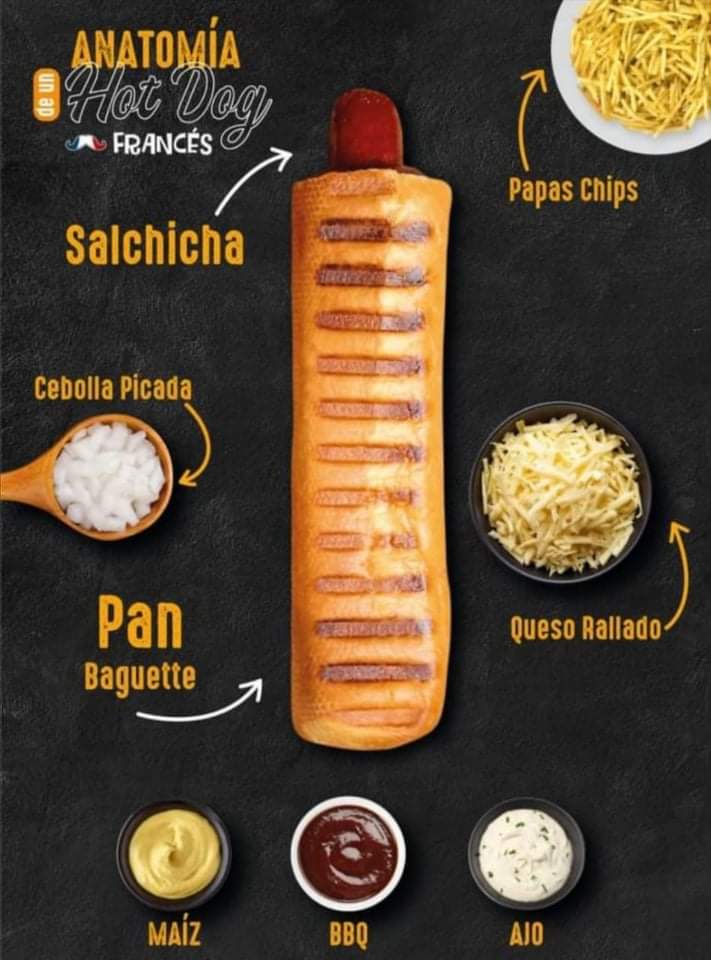 ANATOMÍA
de un
Hot Dog
FRANCÉS
Papas Chips
Salchicha
Cebolla Picada
Pan
Baguette
Queso Rallado
MAÍZ
BBQ
AJO